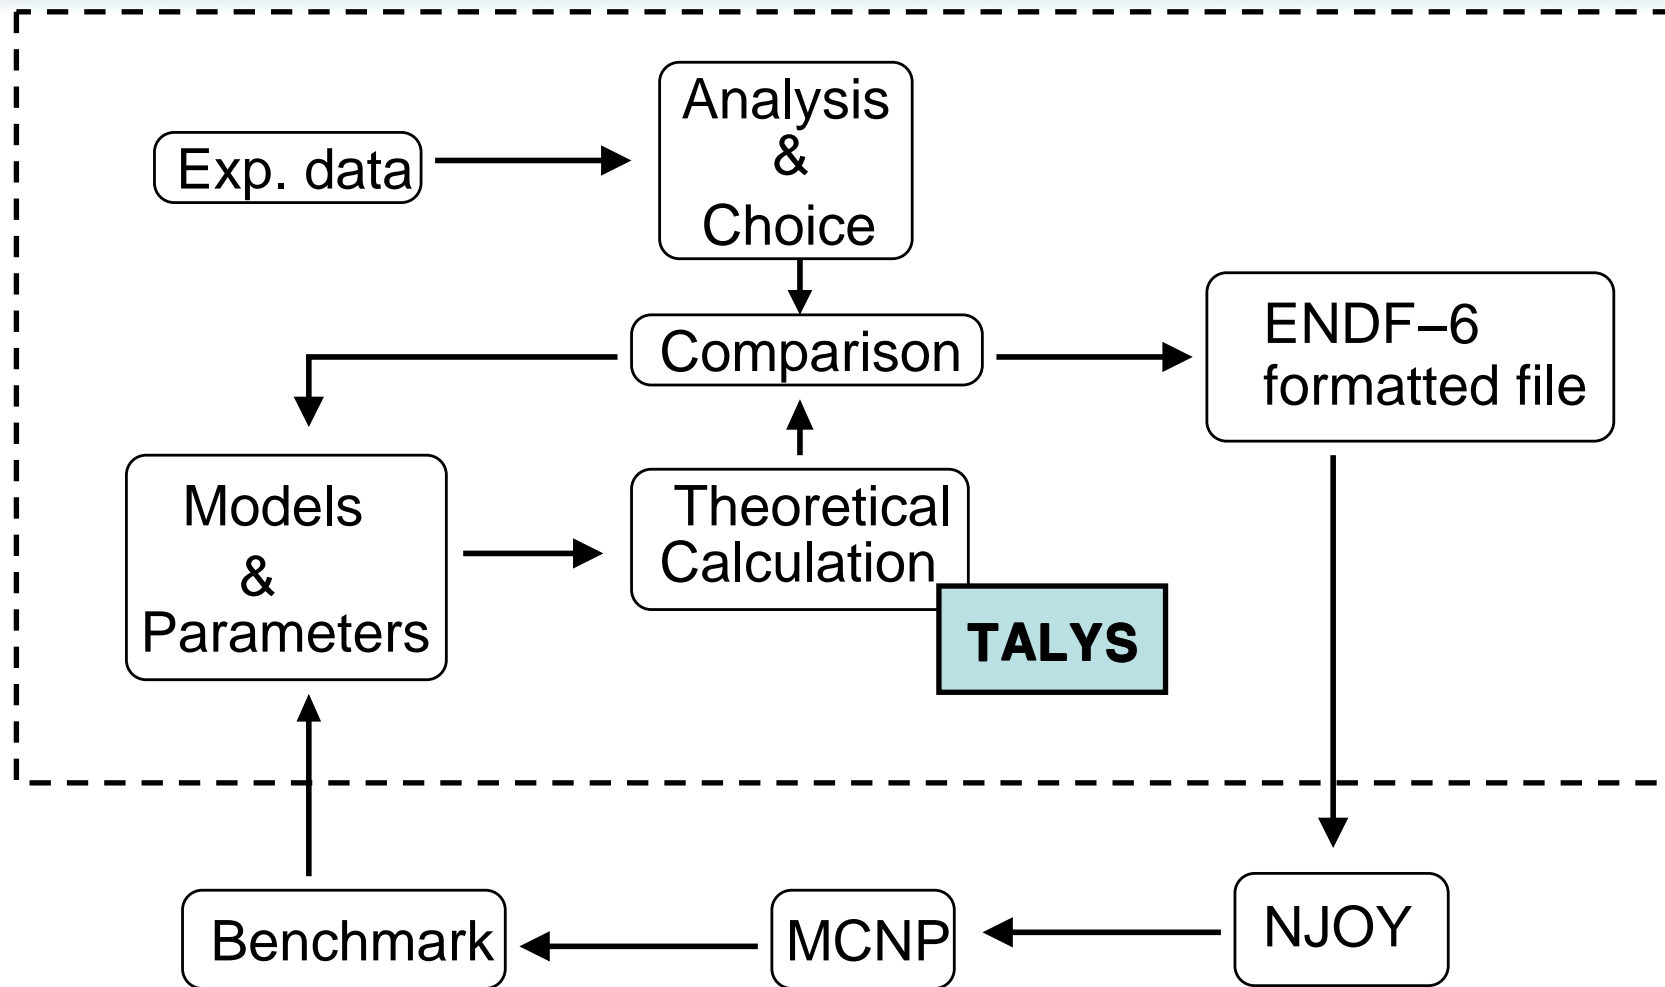 Analysis
&
Choice
Exp. data
Comparison
ENDF–6
formatted file
Models
&
Parameters
Theoretical
Calculation
TALYS
Benchmark
MCNP
NJOY